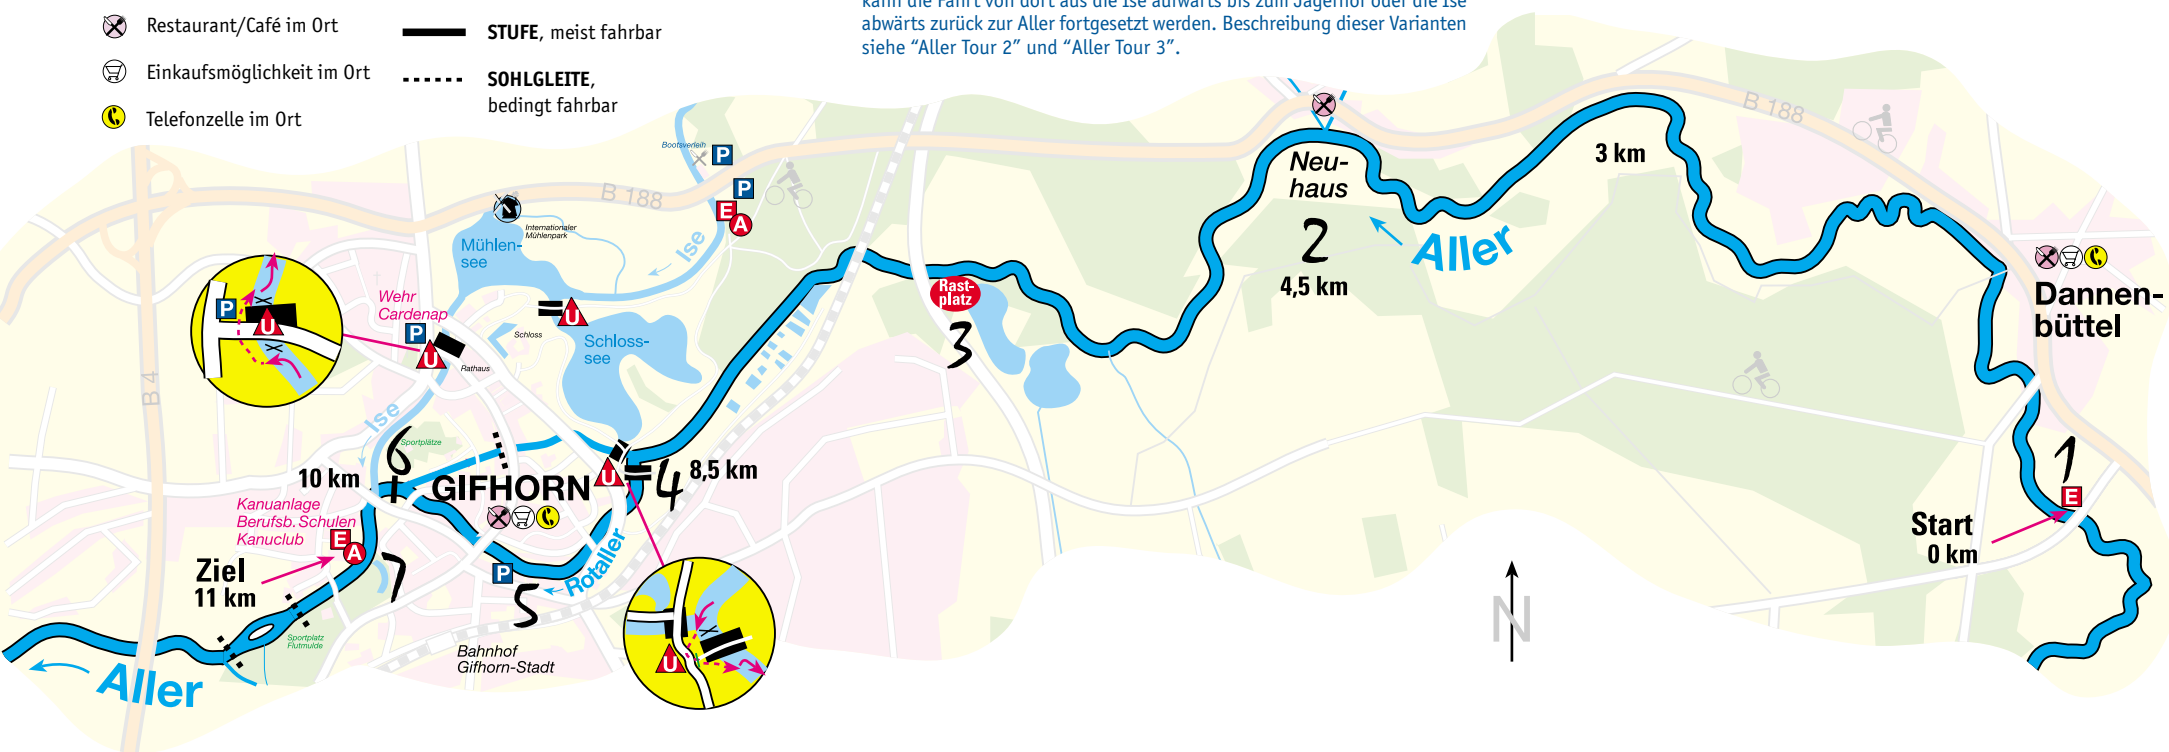 kann die Fahrt von dort aus die Ise aufwärts bis zum Jägerhof oder die Ise
abwärts zurück zur Aller fortgesetzt werden. Beschreibung dieser Varianten
siehe “Aller Tour 2” und “Aller Tour 3”.
Restaurant/Café im Ort
Einkaufsmöglichkeit im Ort
Telefonzelle im Ort
STUFE, meist fahrbar
SOHLGLEITE,
bedingt fahrbar
Bootsverleih
P
P
E
A
B 188
B 188
Internationaler
Mühlenpark
Mühlen-
see
Ise
Neu-
haus
2
4,5 km
3 km
Aller
Dannen-
büttel
1
E
Start
0 km
Rast-
platz
3
P
U
Wehr
Cardenap
P
U
Rathaus
Schloss
U
Schloss-
see
B 4
Ise
Sportplätze
6
10 km
GIFHORN
U
4
8,5 km
Kanuanlage
Berufsb. Schulen
Kanuclub
E
A
Ziel
11 km
7
P
5
Rotaller
U
Sportplatz
Flutmulde
Bahnhof
Gifhorn-Stadt
Aller
N